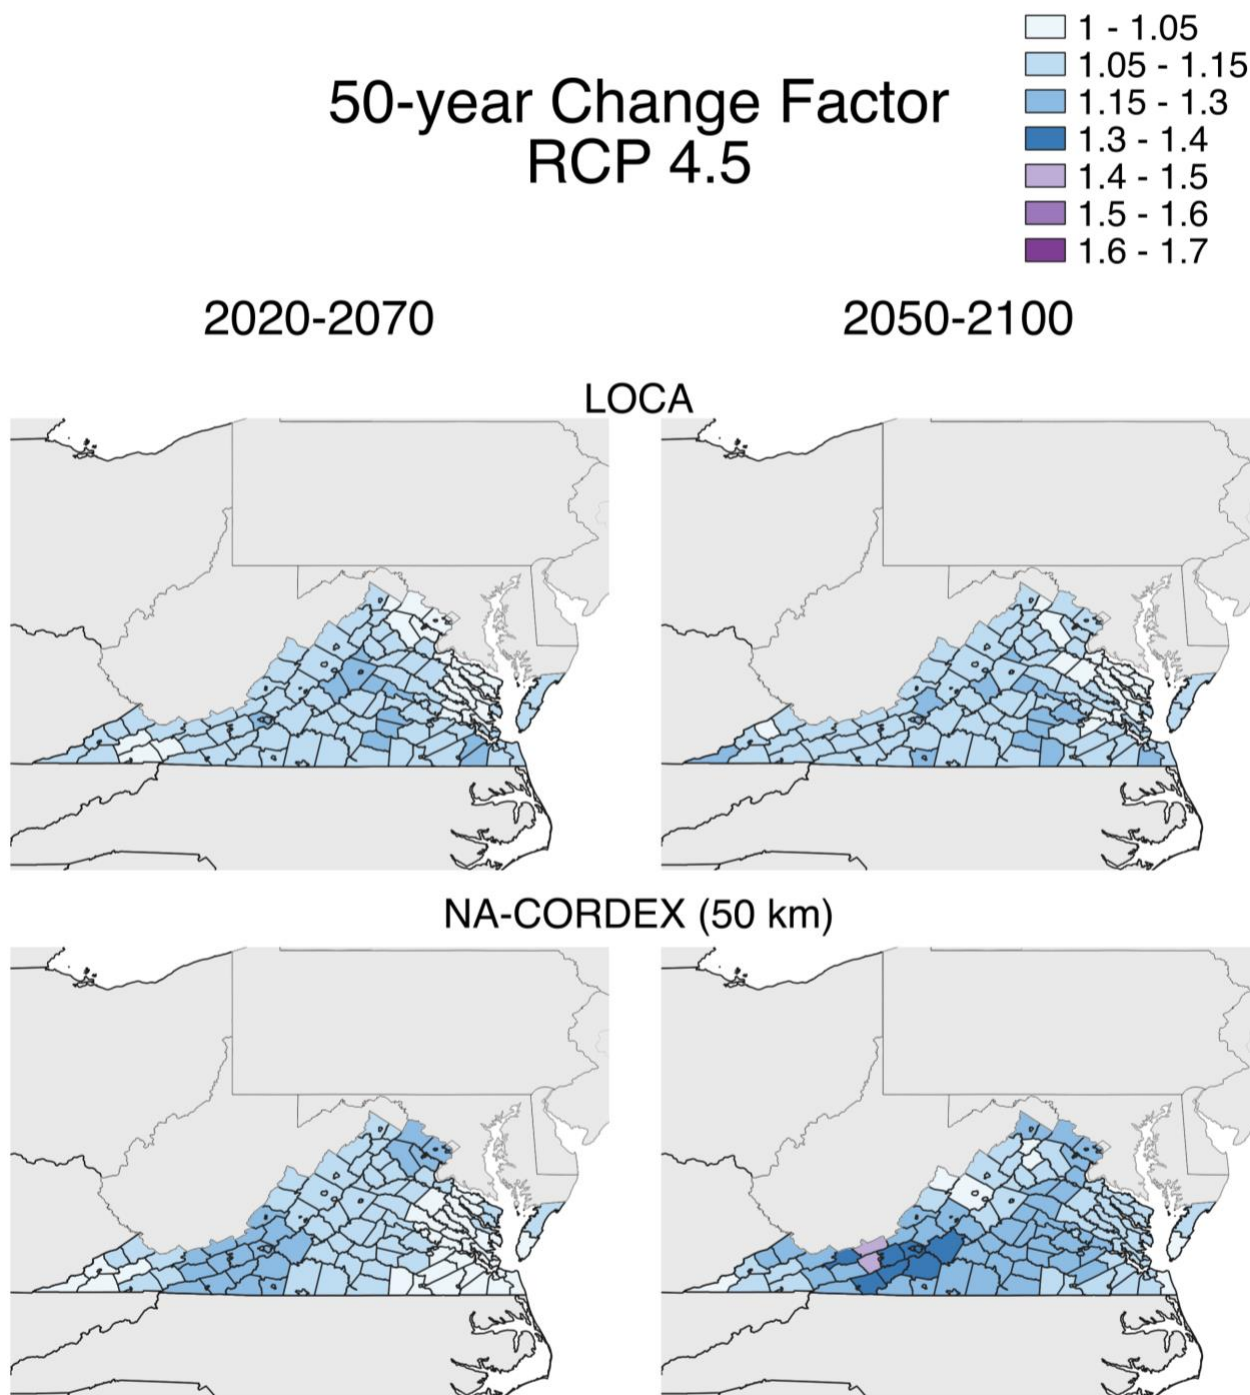 50-year Change Factor
RCP 4.5
1 - 1.05
1.05 - 1.15
1.15 - 1.3
1.3 - 1.4
1.4 - 1.5
1.5 - 1.6
1.6 - 1.7
2020-2070
2050-2100
LOCA
NA-CORDEX (50 km)